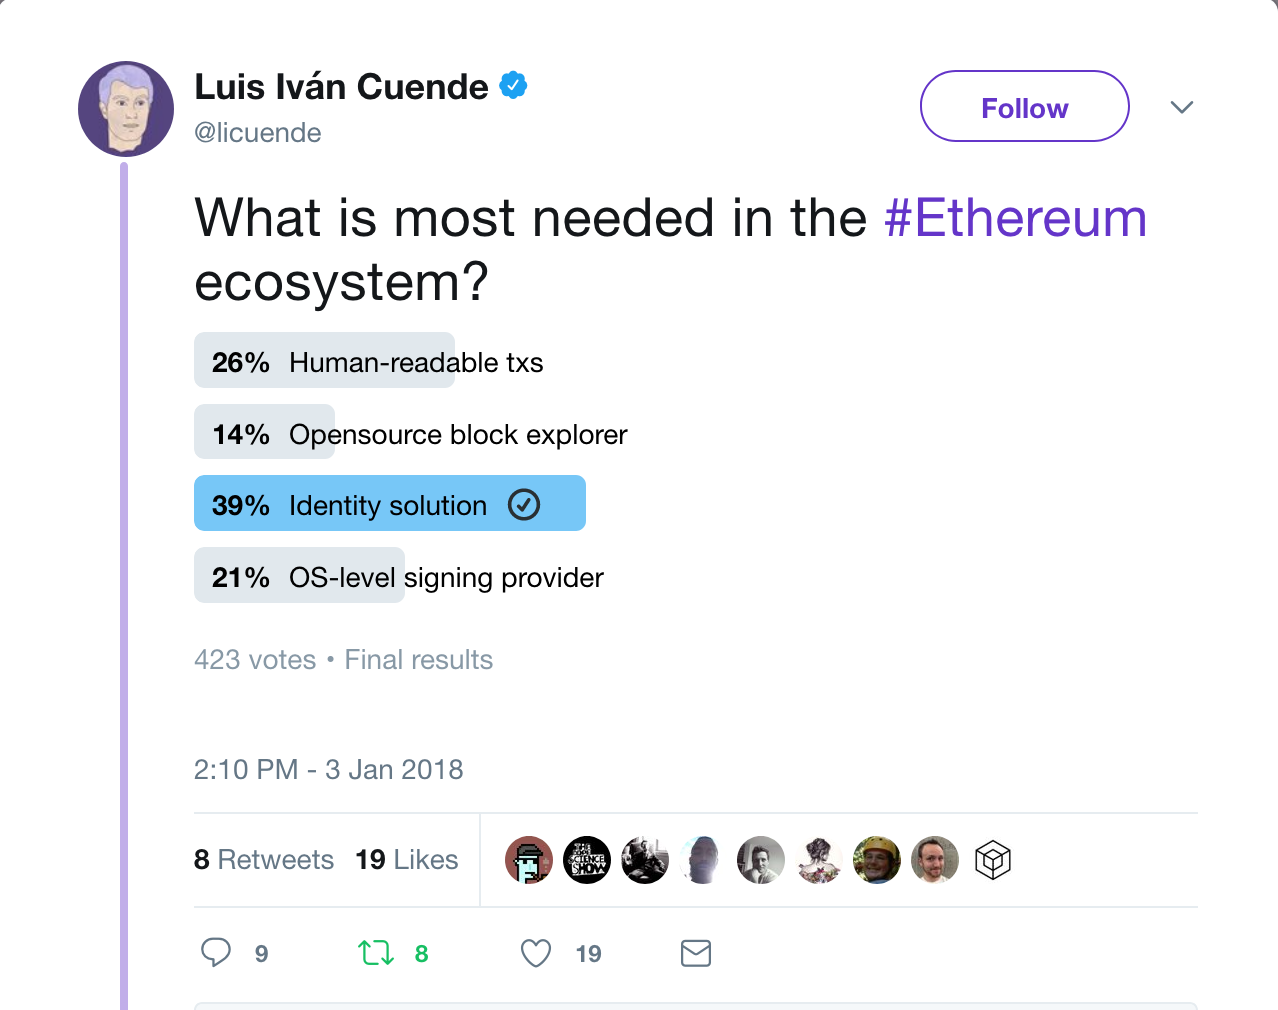 Luis Iván Cuende
@licuende
Follow
What is most needed in the #Ethereum
ecosystem?
26% Human-readable txs
14% Opensource block explorer
39% Identity solution
21% OS-level signing provider
423 votes • Final results
2:10 PM - 3 Jan 2018
8 Retweets 19 Likes
9 8 19